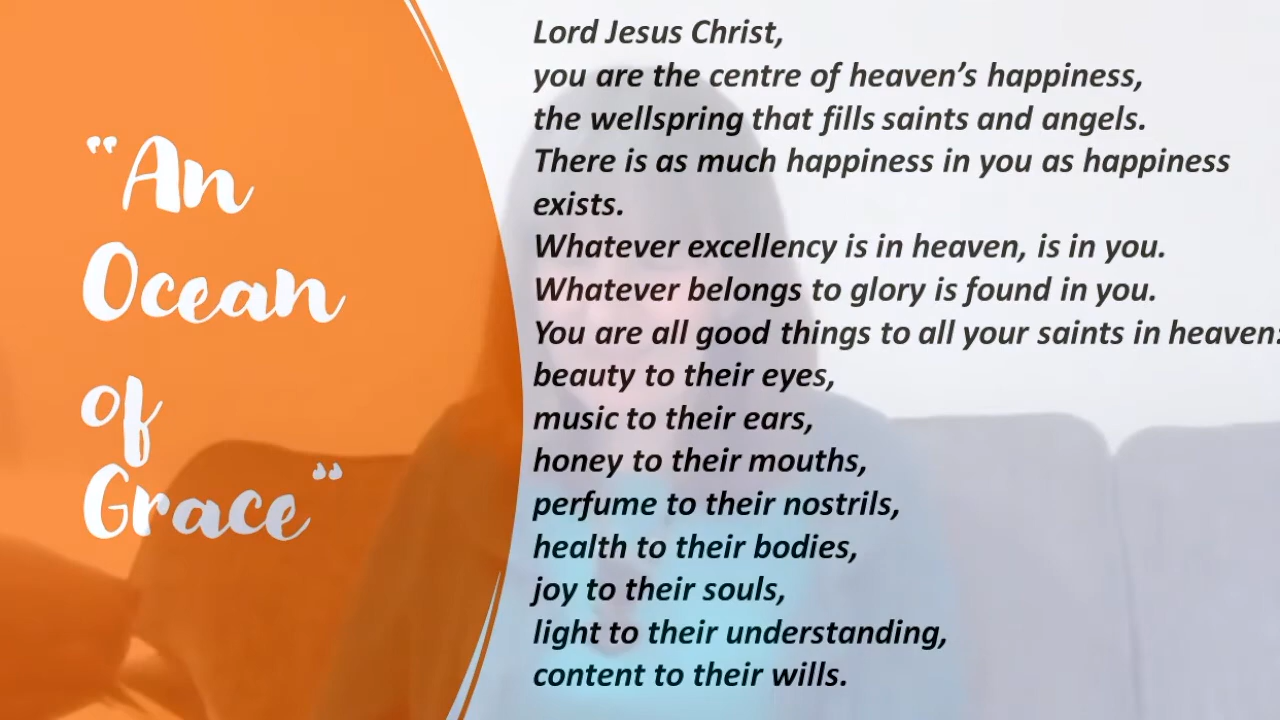 “An
Ocean
of
Grace“
Lord Jesus Christ,
you are the centre of heaven’s happiness,
the wellspring that fills saints and angels.
There is as much happiness in you as happiness
exists.
Whatever excellency is in heaven, is in you.
Whatever belongs to glory is found in you.
You are all good things to all your saints in heaven:
beauty to their eyes,
music to their ears,
honey to their mouths,
perfume to their nostrils,
health to their bodies,
joy to their souls,
light to their understanding,
content to their wills.